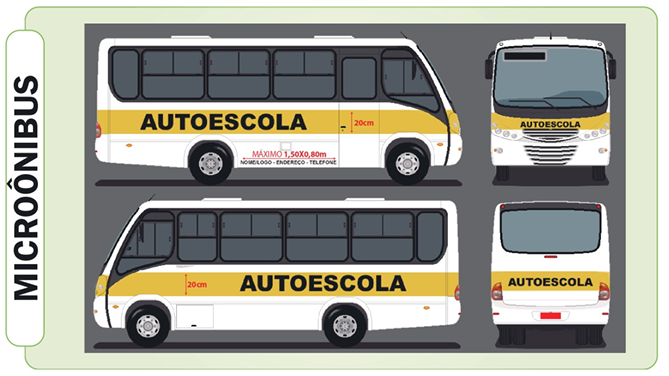 MICROÔNIBUS
AUTOESCOLA
20cm
MÁXIMO 1,50X0,80m
NOME/LOGO - ENDEREÇO - TELEFONE
AUTOESCOLA
20cm
AUTOESCOLA
AUTOESCOLA